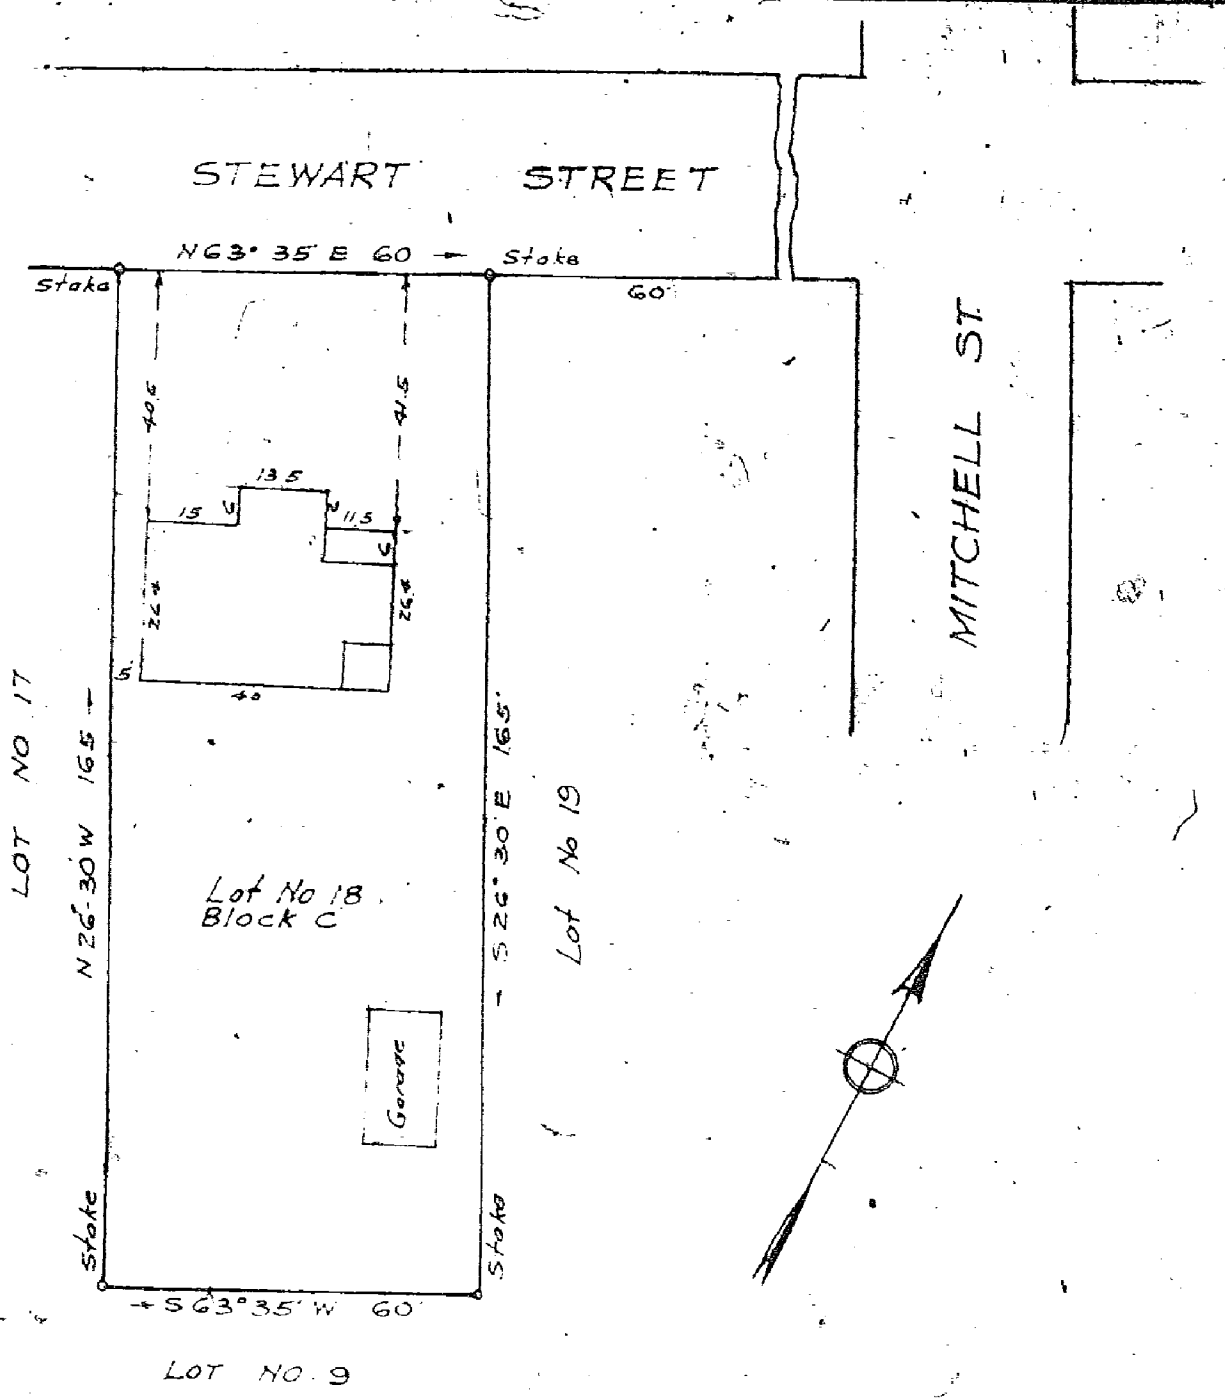 STEWART STREET
N63° 35' E 60
Stake
Stake
60'
MITCHELL ST.
40.5
41.5
13.5
15
11.5
26.4
26.4
5
40
LOT NO 17
N 26°-30' W 165
S 26° 30' E 165'
Lot No 19
Lot No 18
Block C
Garage
Stake
Stake
S 63° 35' W 60'
LOT NO. 9